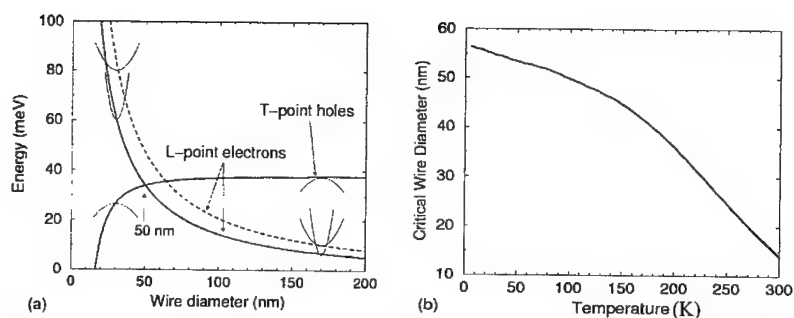 100
80
60
40
20
0
Energy (meV)
T-point holes
L-point electrons
50 nm
0
50
100
150
200
Wire diameter (nm)
(a)
60
50
40
30
20
10
Critical Wire Diameter (nm)
0
50
100
150
200
250
300
Temperature (K)
(b)